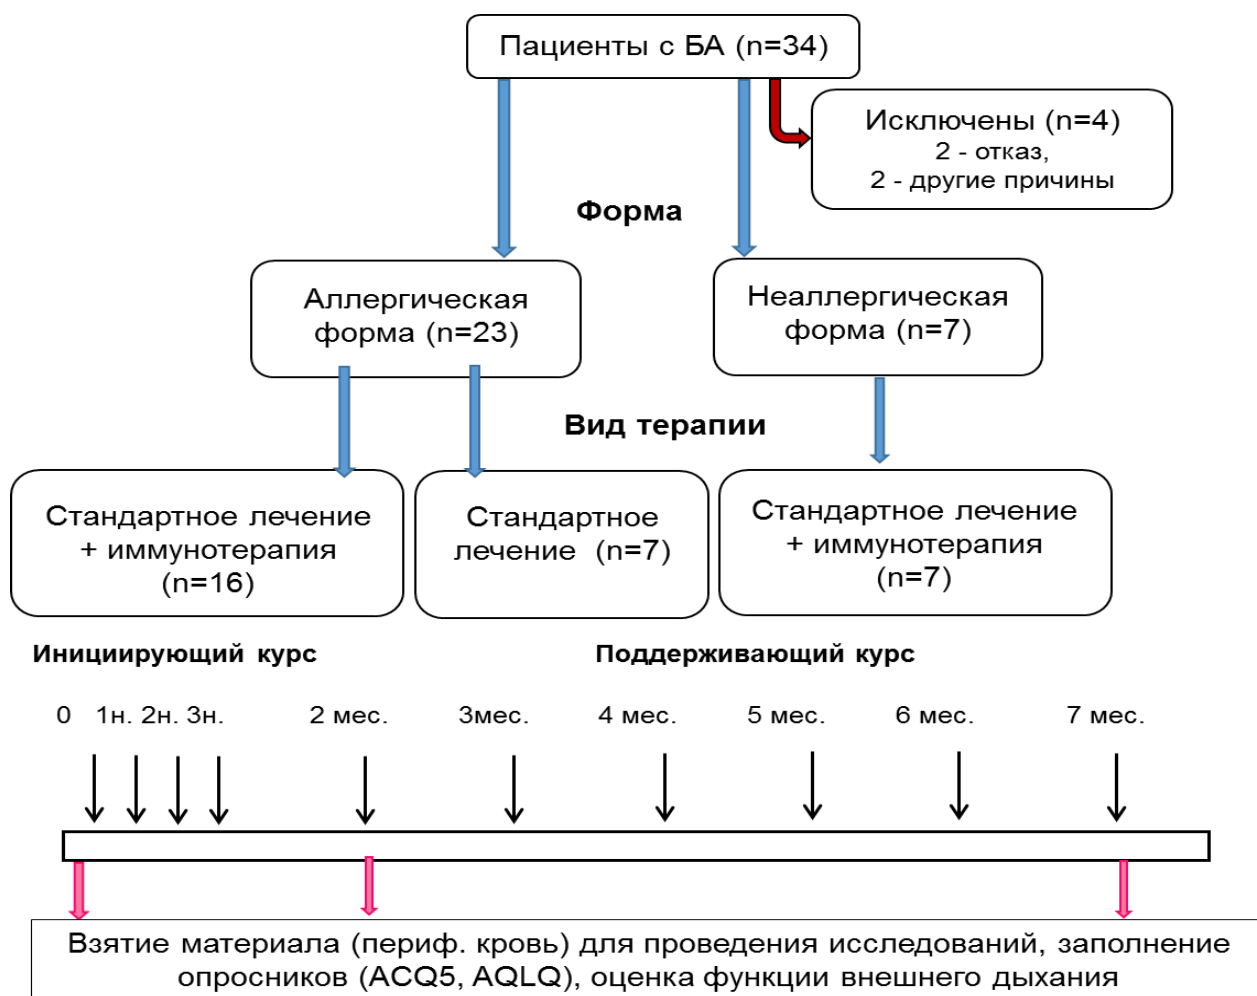 Пациенты с БА (n=34)
Исключены (n=4)
2 - отказ,
2 - другие причины
Форма
Аллергическая
форма (n=23)
Неаллергическая
форма (n=7)
Вид терапии
Стандартное лечение
+ иммунотерапия
(n=16)
Стандартное
лечение (n=7)
Стандартное лечение
+ иммунотерапия
(n=7)
Инициирующий курс
Поддерживающий курс
0 1н. 2н. 3н. 2 мес. 3мес. 4 мес. 5 мес. 6 мес. 7 мес.
Взятие материала (периф. кровь) для проведения исследований, заполнение
опросников (ACQ5, AQLQ), оценка функции внешнего дыхания